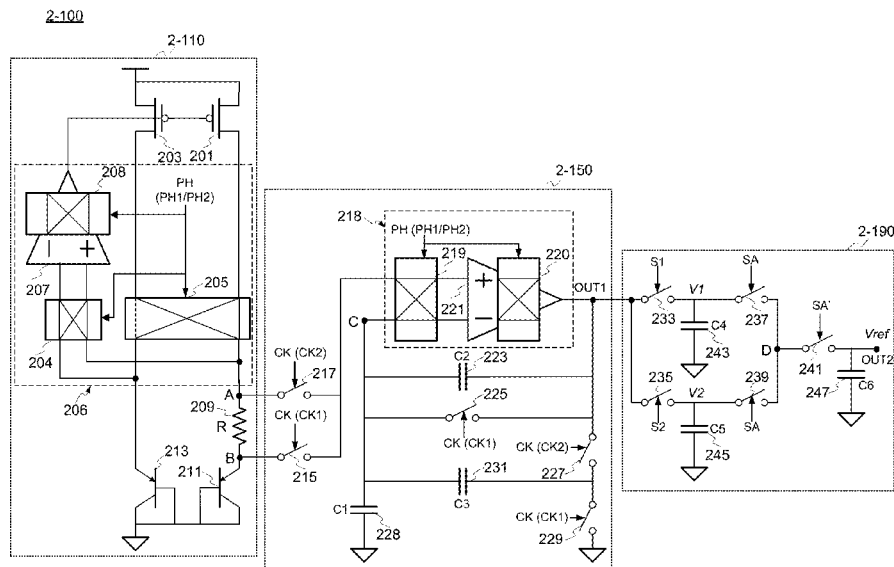 2-100
2-110
203
201
208
PH
(PH1/PH2)
−
+
207
205
204
206
A
209
R
B
213
211
CK (CK2)
217
CK (CK1)
215
2-150
218
PH (PH1/PH2)
219
220
+
−
221
OUT1
C
C2
223
225
CK (CK1)
CK (CK2)
227
231
C3
C1
228
CK (CK1)
229
2-190
S1
V1
SA
233
C4
243
237
SA'
Vref
D
OUT2
241
C6
247
235
V2
239
S2
C5
SA
245